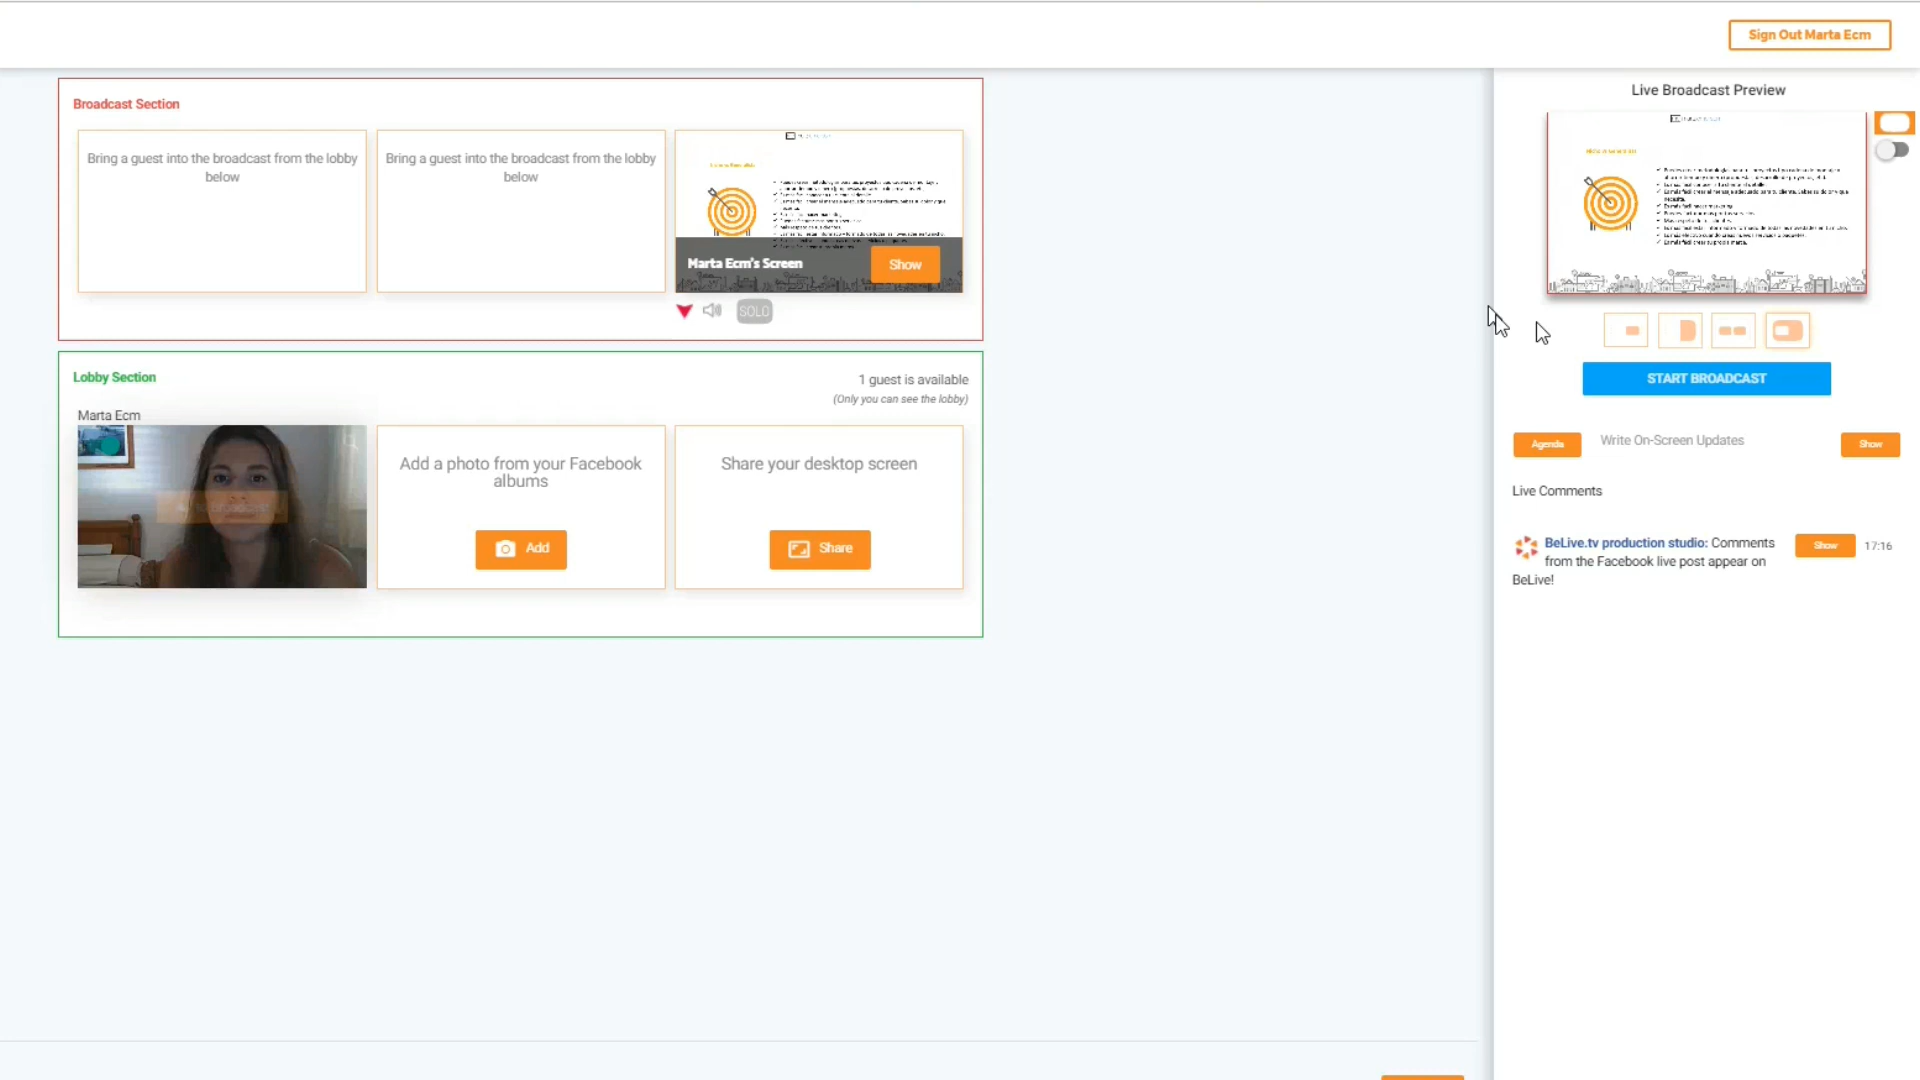 Sign Out Marta Ecm
Broadcast Section
Bring a guest into the broadcast from the lobby
below
Bring a guest into the broadcast from the lobby
below
Marta Ecm's Screen
Show
SOLO
Lobby Section
1 guest is available
(Only you can see the lobby)
Marta Ecm
Add a photo from your Facebook
albums
Add
Share your desktop screen
Share
Live Broadcast Preview
START BROADCAST
Agenda
Write On-Screen Updates
Show
Live Comments
BeLive.tv production studio: Comments
from the Facebook live post appear on
BeLive!
Show
17:16